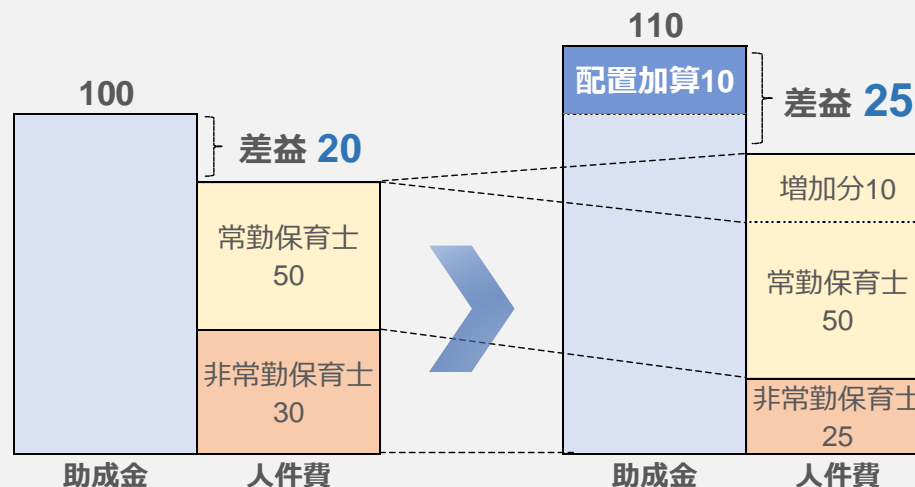 100
差益 20
常勤保育士
50
非常勤保育士
30
助成金
人件費
110
配置加算10
差益 25
増加分10
常勤保育士
50
非常勤保育士
25
助成金
人件費